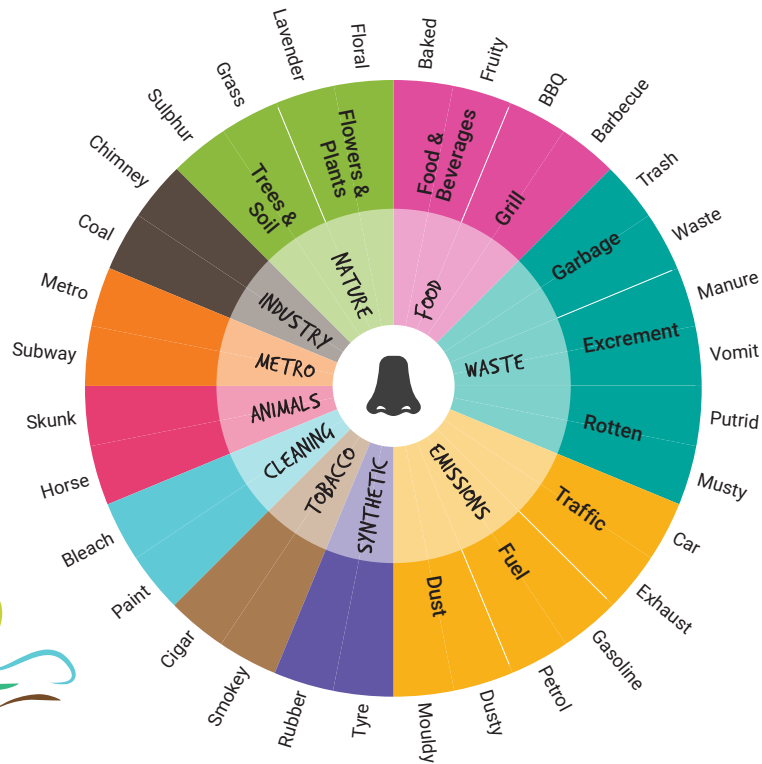 Baked
Fruity
BBQ
Barbecue
Trash
Waste
Manure
Vomit
Putrid
Musty
Car
Exhaust
Gasoline
Petrol
Dusty
Mouldy
Tyre
Rubber
Smokey
Cigar
Paint
Bleach
Horse
Skunk
Subway
Metro
Coal
Chimney
Sulphur
Grass
Lavender
Floral
Food &
Beverages
Grill
Garbage
Excrement
Rotten
Traffic
Fuel
Dust
Trees &
Soil
Flowers &
Plants
FOOD
WASTE
EMISSIONS
SYNTHETIC
TOBACCO
CLEANING
ANIMALS
METRO
INDUSTRY
NATURE